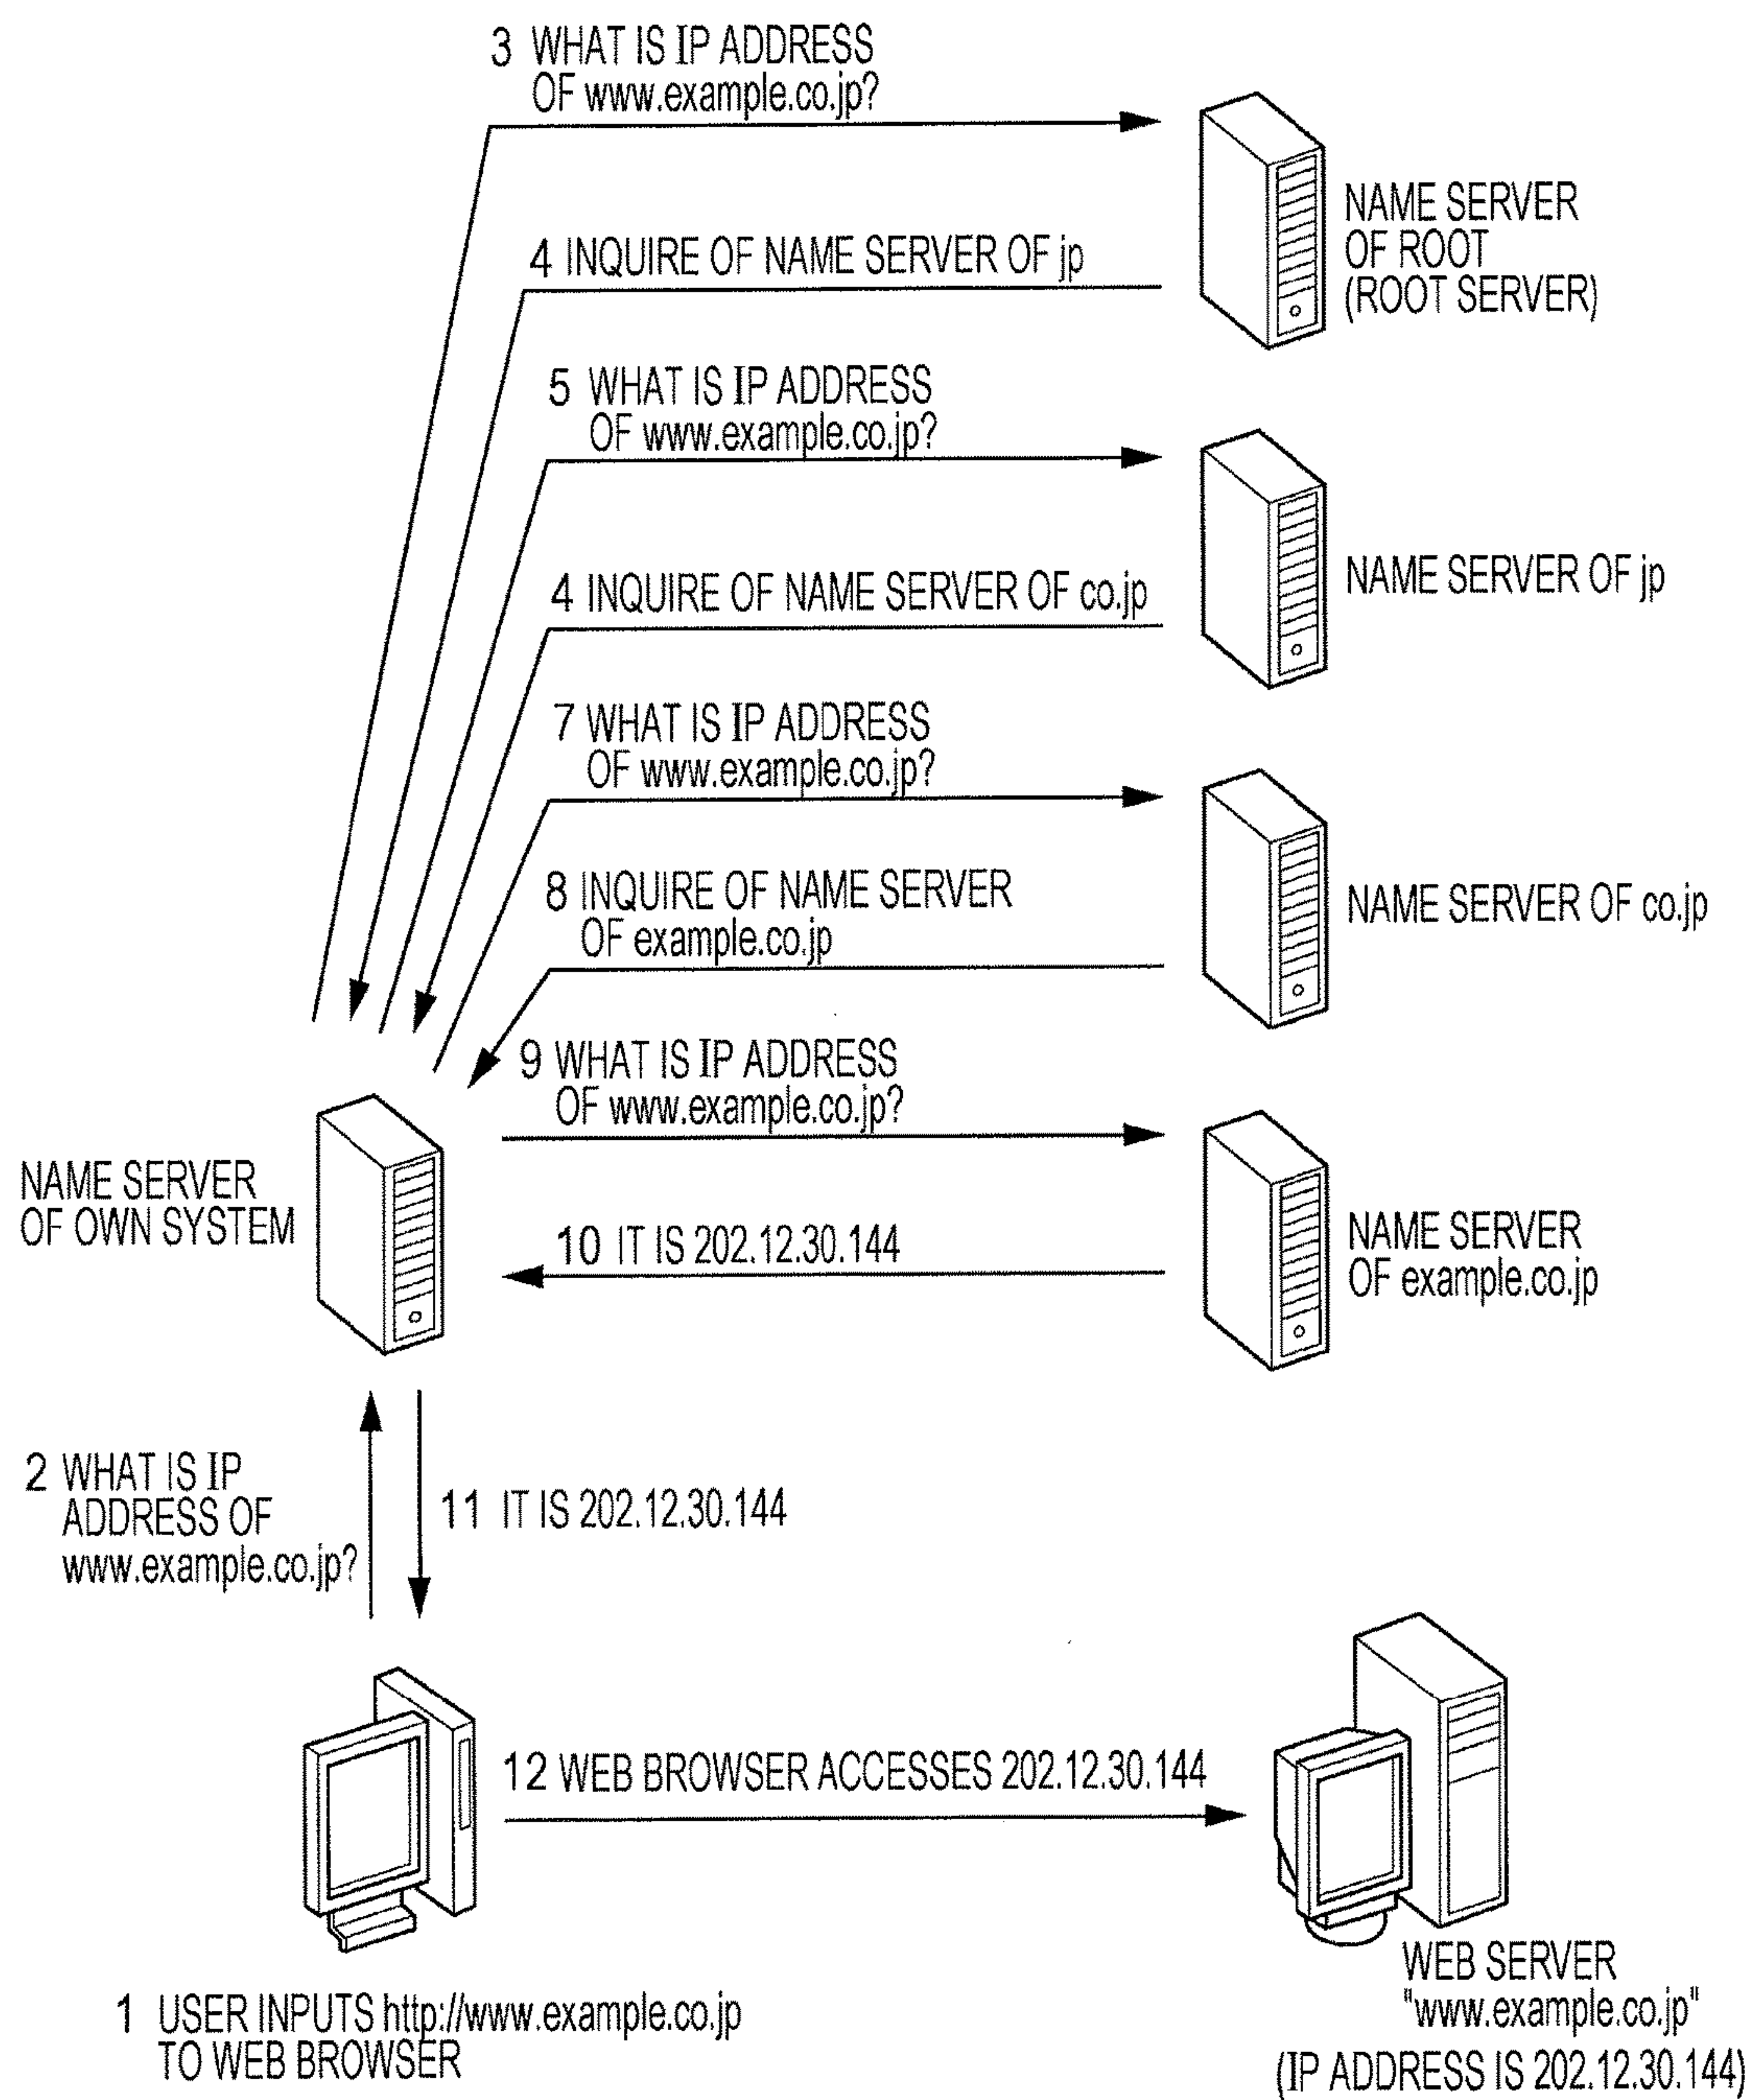 3 WHAT IS IP ADDRESS
OF www.example.co.jp?
4 INQUIRE OF NAME SERVER OF jp
NAME SERVER
OF ROOT
(ROOT SERVER)
5 WHAT IS IP ADDRESS
OF www.example.co.jp?
4 INQUIRE OF NAME SERVER OF co.jp
NAME SERVER OF jp
7 WHAT IS IP ADDRESS
OF www.example.co.jp?
8 INQUIRE OF NAME SERVER
OF example.co.jp
NAME SERVER OF co.jp
9 WHAT IS IP ADDRESS
OF www.example.co.jp?
NAME SERVER
OF OWN SYSTEM
10 IT IS 202.12.30.144
NAME SERVER
OF example.co.jp
2 WHAT IS IP
ADDRESS OF
www.example.co.jp?
11 IT IS 202.12.30.144
12 WEB BROWSER ACCESSES 202.12.30.144
1 USER INPUTS http://www.example.co.jp
TO WEB BROWSER
WEB SERVER
"www.example.co.jp"
(IP ADDRESS IS 202.12.30.144)